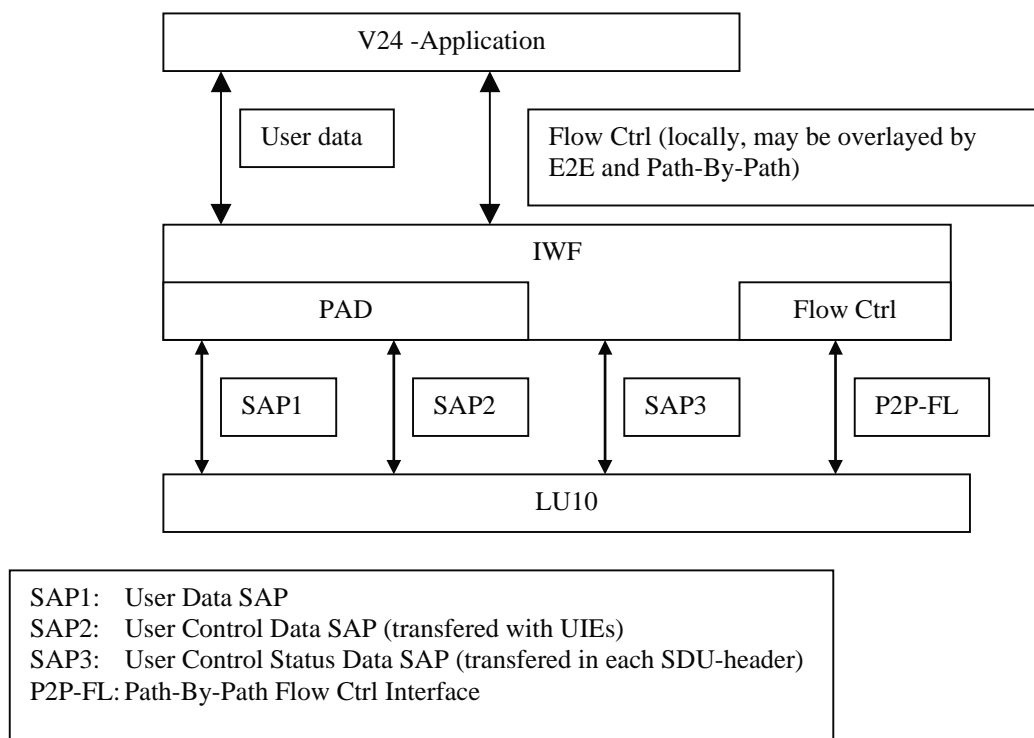 V24 -Application
User data
Flow Ctrl (locally, may be overlayed by
E2E and Path-By-Path)
IWF
PAD
Flow Ctrl
SAP1
SAP2
SAP3
P2P-FL
LU10
SAP1: User Data SAP
SAP2: User Control Data SAP (transfered with UIEs)
SAP3: User Control Status Data SAP (transfered in each SDU-header)
P2P-FL: Path-By-Path Flow Ctrl Interface